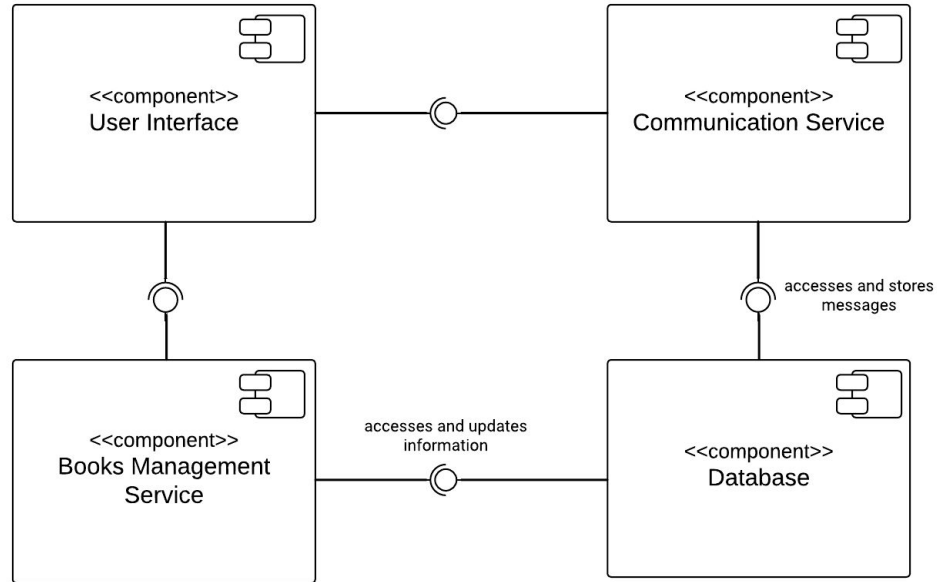 <<component>>
User Interface
<<component>>
Communication Service
accesses and stores
messages
<<component>>
Books Management
Service
accesses and updates
information
<<component>>
Database